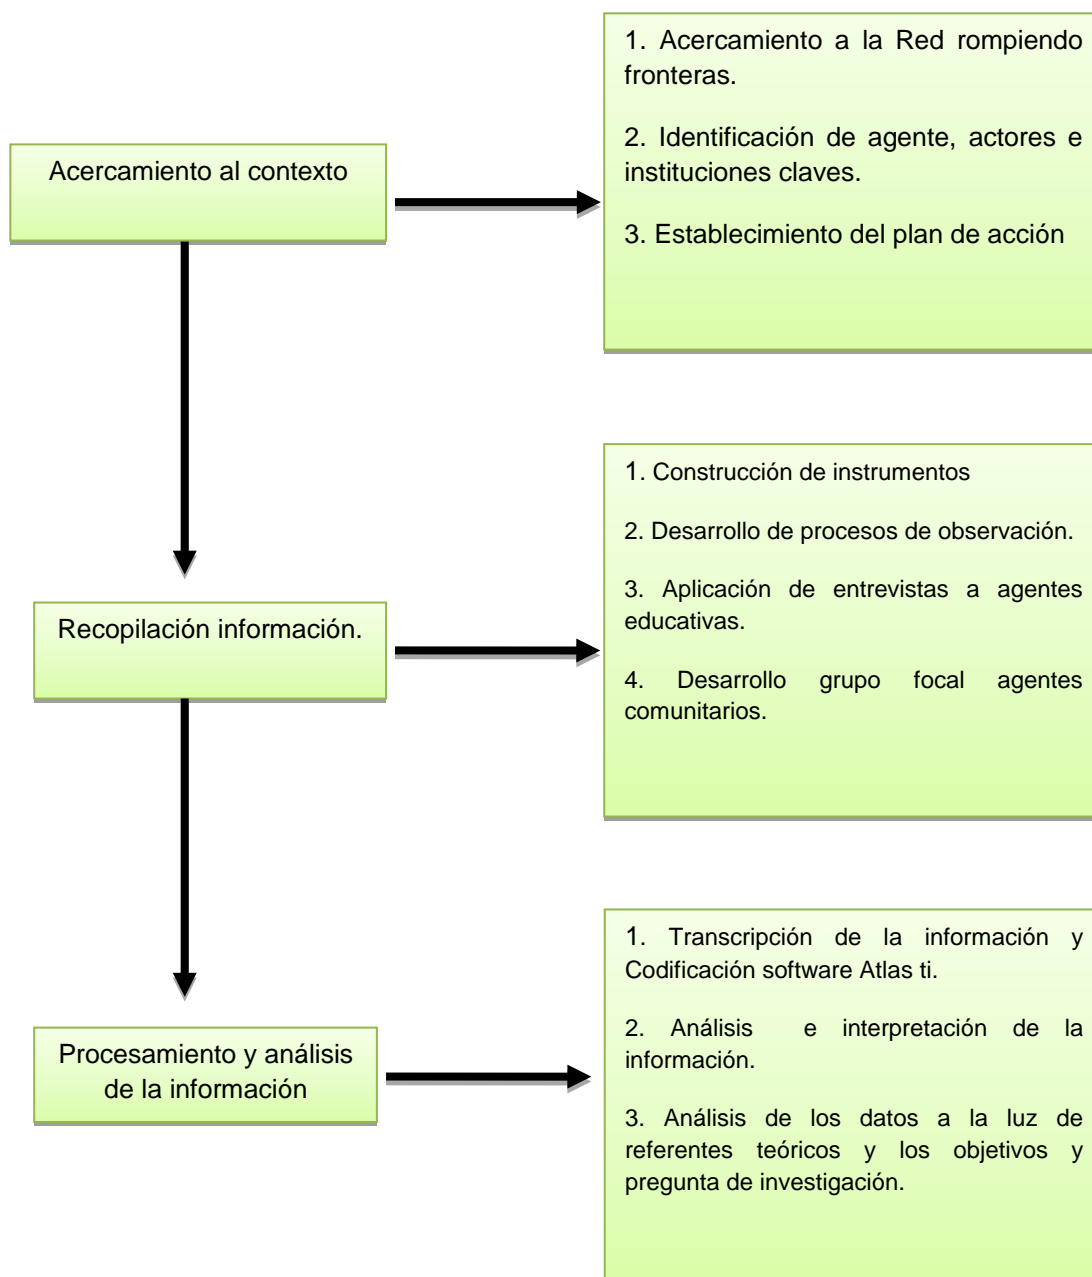 Acercamiento al contexto
1. Acercamiento a la Red rompiendo
fronteras.
2. Identificación de agente, actores e
instituciones claves.
3. Establecimiento del plan de acción
Recopilación información.
1. Construcción de instrumentos
2. Desarrollo de procesos de observación.
3. Aplicación de entrevistas a agentes
educativas.
4. Desarrollo grupo focal agentes
comunitarios.
Procesamiento y análisis
de la información
1. Transcripción de la información y
Codificación software Atlas ti.
2. Análisis e interpretación de la
información.
3. Análisis de los datos a la luz de
referentes teóricos y los objetivos y
pregunta de investigación.